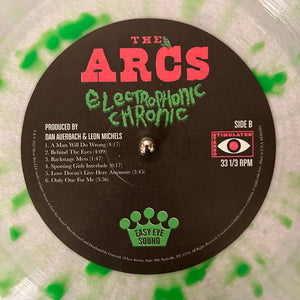 THE
ARCS
ELECTROPHONIC
CHRONIC
PRODUCED BY
DAN AUERBACH & LEON MICHELS
1. A Man Will Do Wrong (4:17)
2. Behind The Eyes (4:09)
3. Backstage Mess (4:47)
4. Sporting Girls Interlude (0:17)
5. Love Doesn't Live Here Anymore (3:45)
6. Only One For Me (3:56)
SIDE B
STIMULATED
33 1/3 RPM
EASY EYE
SOUND